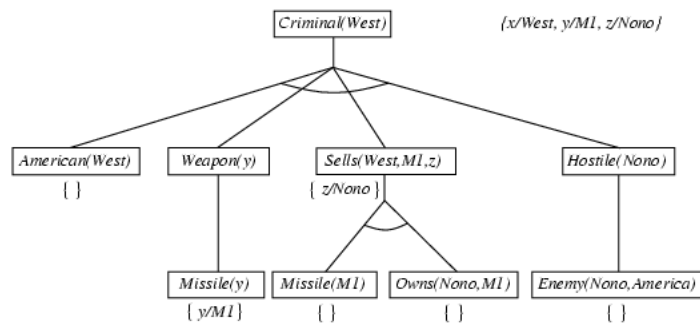 Criminal(West) {x/West, y/M1, z/Nono}
American(West) Weapon(y) Sells(West,M1,z) Hostile(Nono)
{ } { z/Nono }
Missile(y) Missile(M1) Owns(Nono,M1) Enemy(Nono,America)
{ y/M1 } { } { } { }